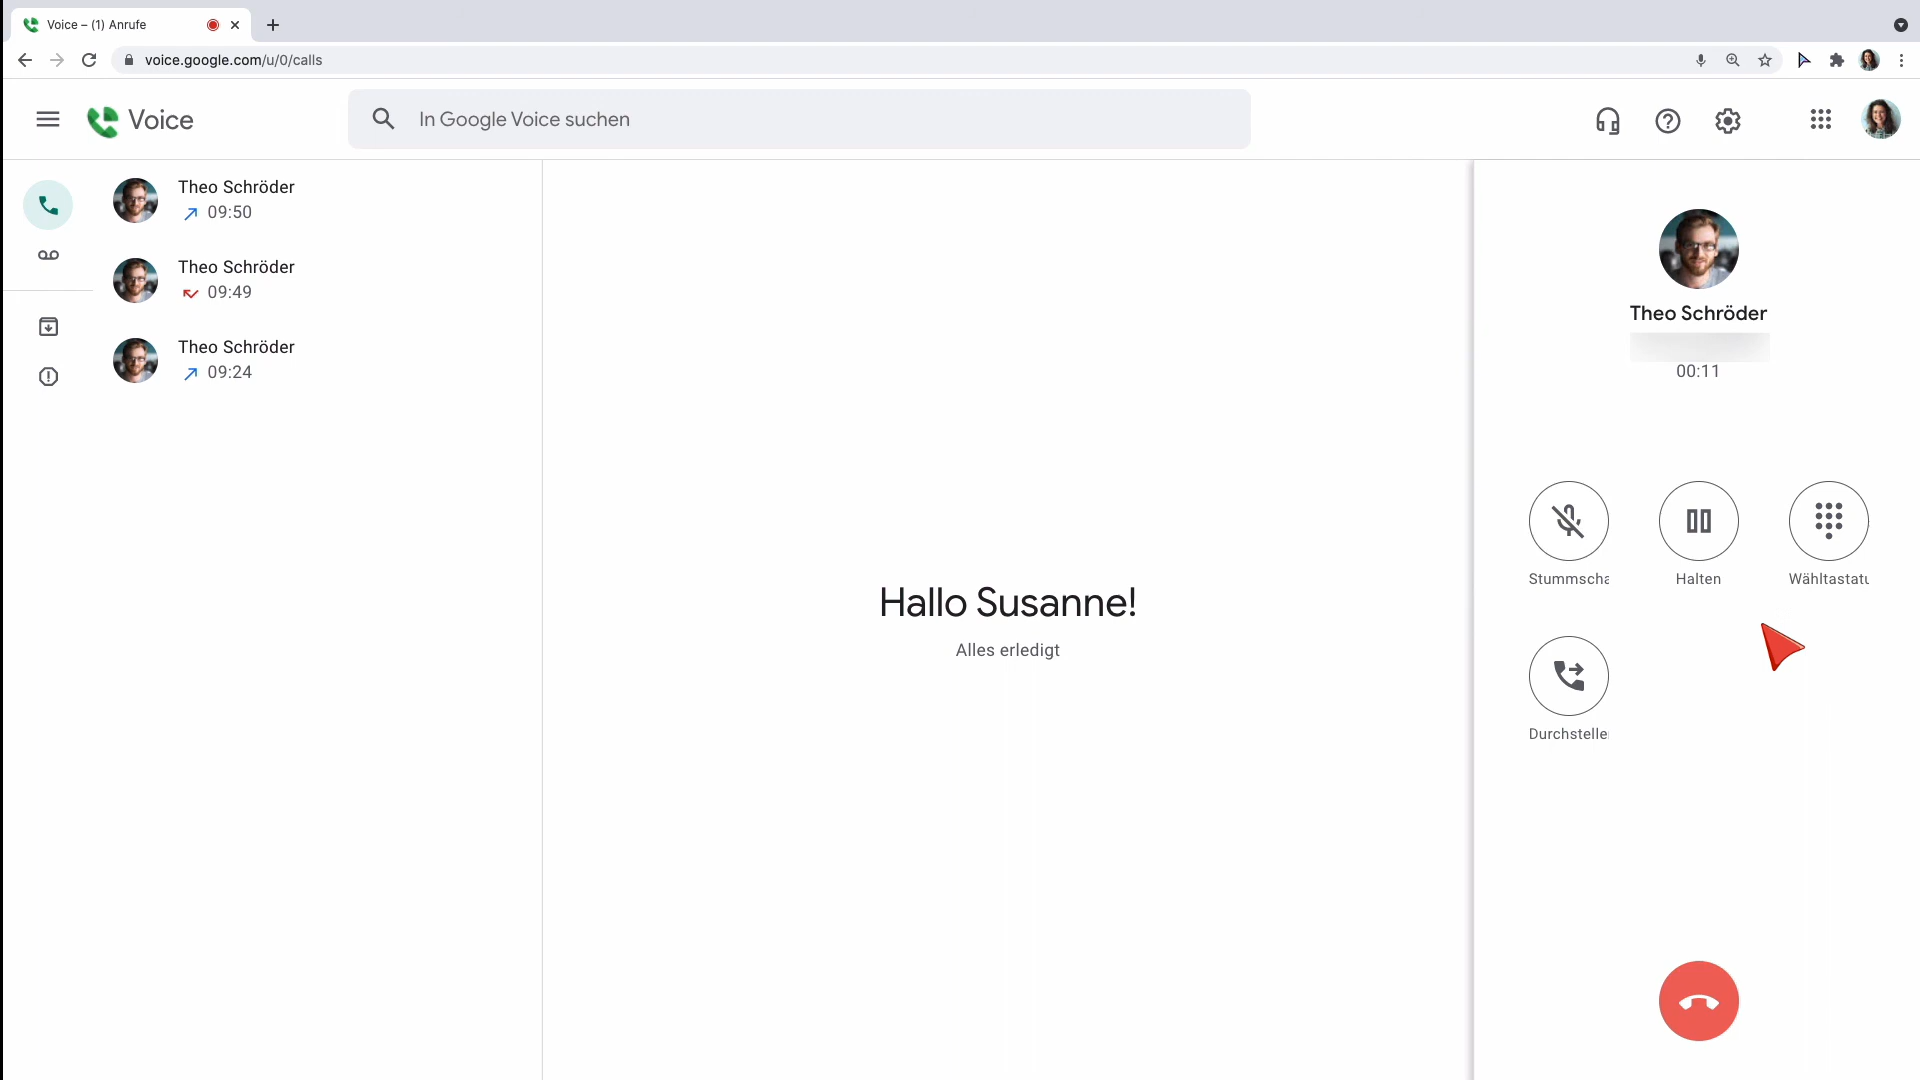 Voice – (1) Anrufe
voice.google.com/u/0/calls
Voice
In Google Voice suchen
Theo Schröder
09:50
Theo Schröder
09:49
Theo Schröder
09:24
Hallo Susanne!
Alles erledigt
Theo Schröder
00:11
Stummscha
Halten
Wähltastatu
Durchstelle